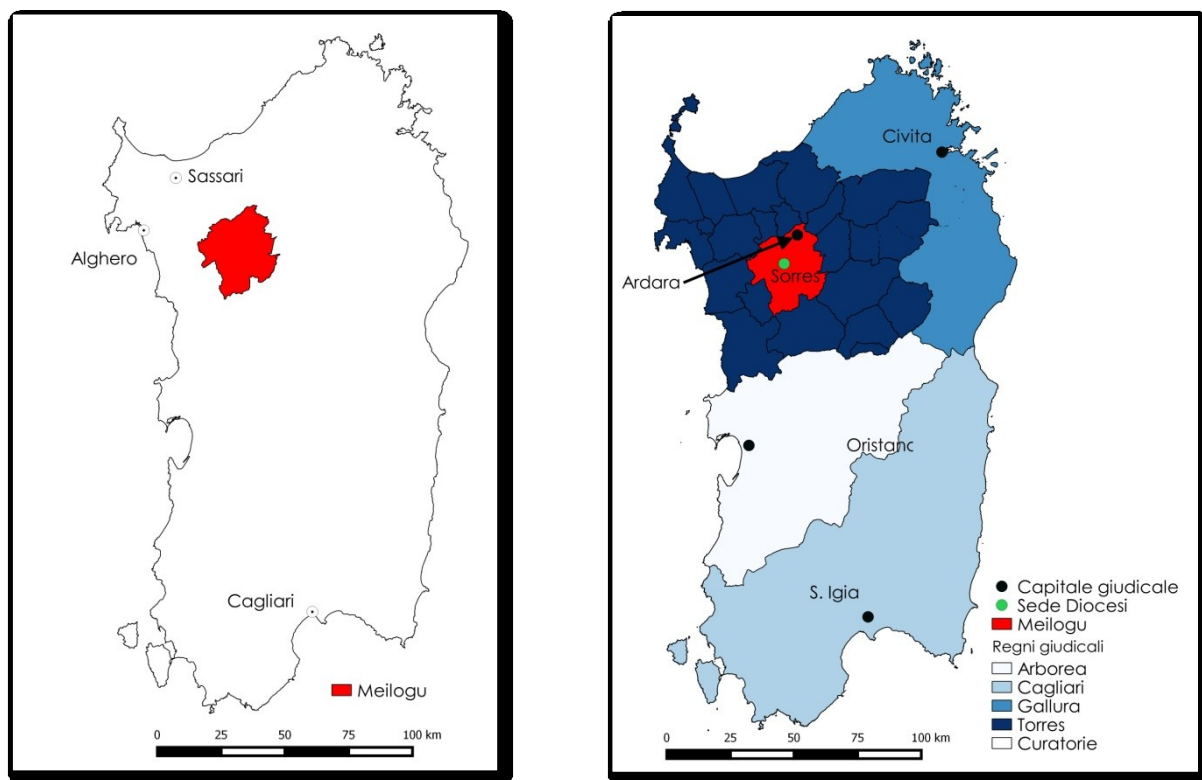 Sassari
Alghero
Cagliari
Meilogu
0 25 50 75 100 km
Civita
Ardara
Sorres
Oristanc
S. Igia
Capitale giudicale
Sede Diocesi
Meilogu
Regni giudicali
Arborea
Cagliari
Gallura
Torres
Curatorie
0 25 50 75 100 km